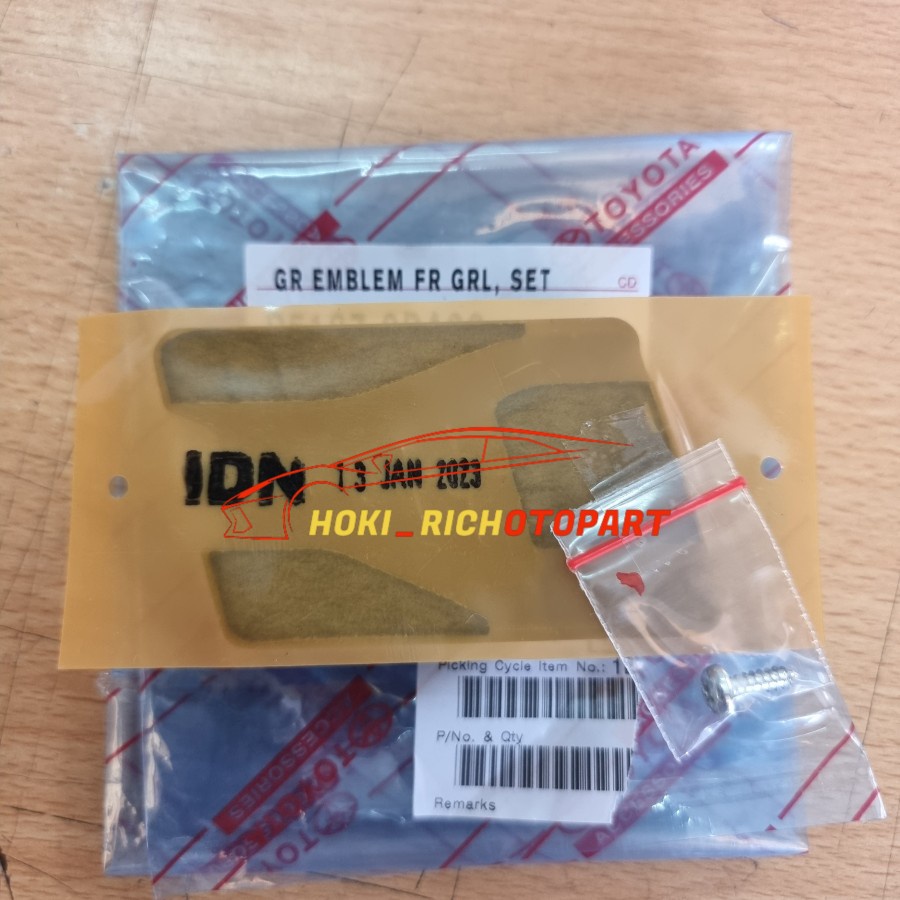 TOYOTA
ACCESSORIES
GR EMBLEM FR GRL, SET
CD
IDN 13 JAN 2023
HOKI_RICHOTOPART
Picking Cycle Item No.:
P/No. & Qty
Remarks
ACCESSORIES
TOYOTA